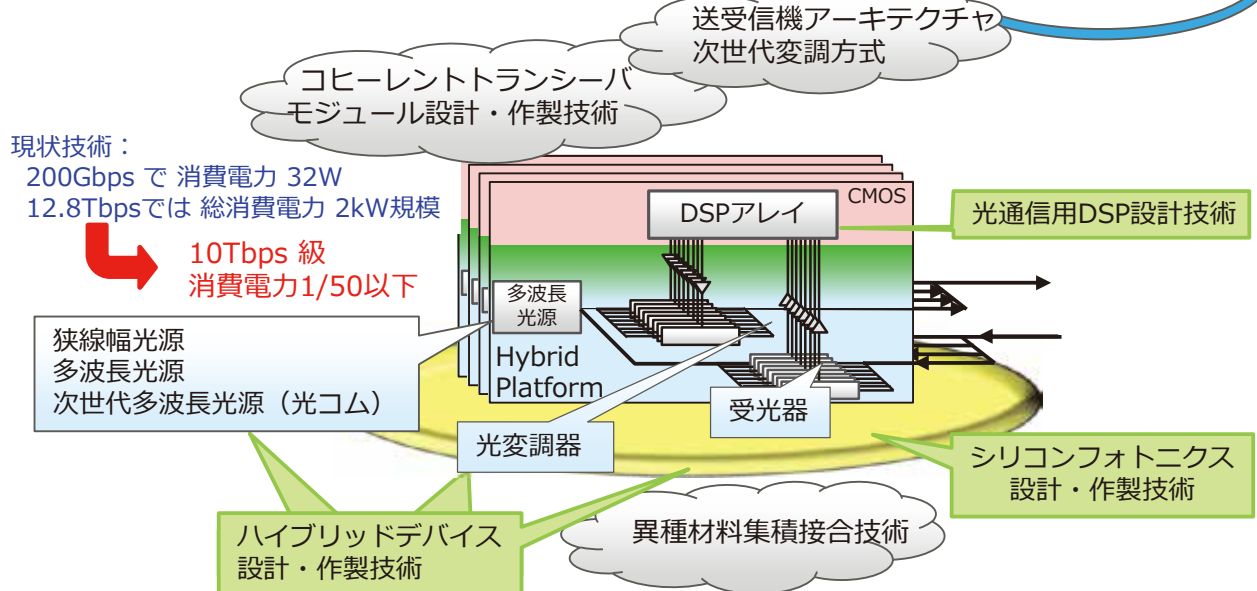 送受信機アーキテクチャ
次世代変調方式
コヒーレントトランシーバ
モジュール設計・作製技術
現状技術：
200Gbps で 消費電力 32W
12.8Tbpsでは 総消費電力 2kW規模
10Tbps 級
消費電力1/50以下
CMOS
DSPアレイ
光通信用DSP設計技術
多波長
光源
Hybrid
Platform
狭線幅光源
多波長光源
次世代多波長光源（光コム）
受光器
光変調器
シリコンフォトニクス
設計・作製技術
ハイブリッドデバイス
設計・作製技術
異種材料集積接合技術